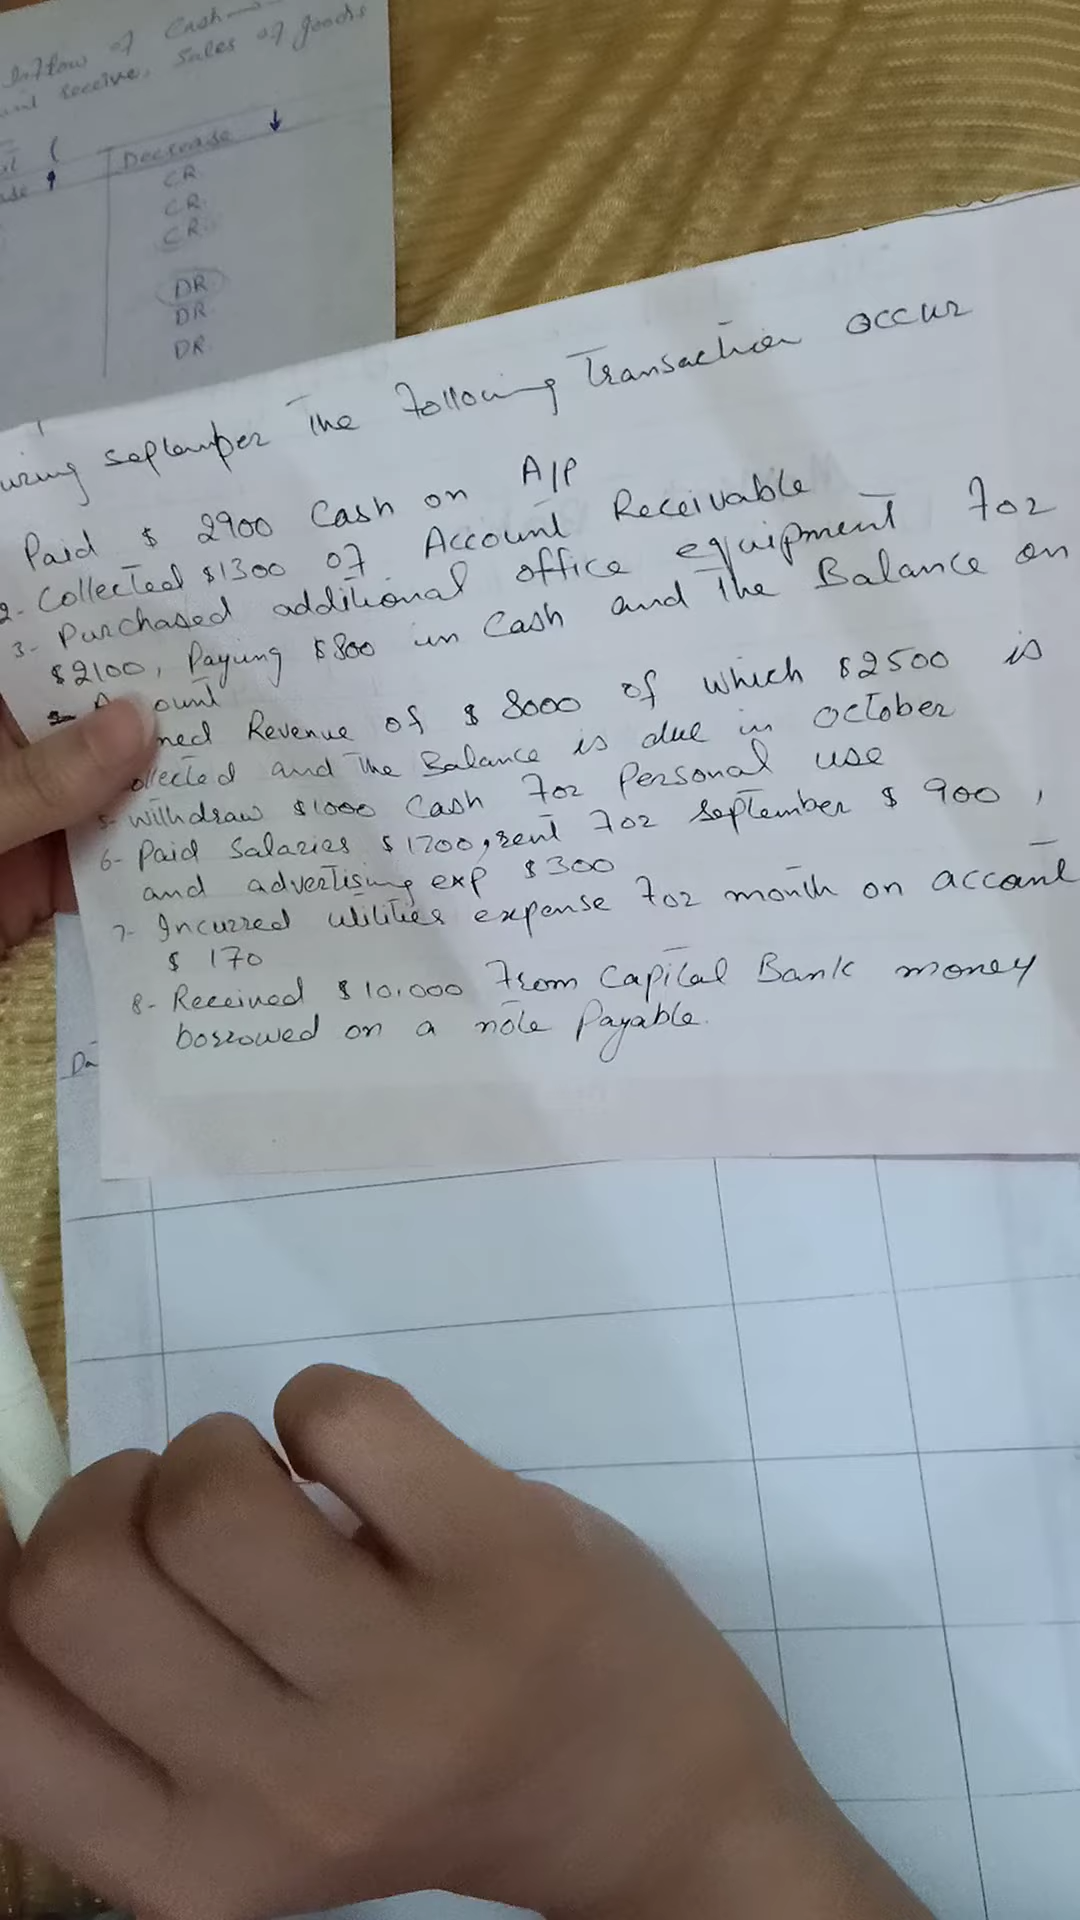 Inflow of Cash
receive, sales of goods
Decrease ↓
CR
CR.
CR.
DR
DR.
DR.
september The Following Transaction occur
Paid $ 2900 Cash on A/P
2- Collected $1300 of Account Receivable
3- Purchased additional office equipment For
$2100, Paying $800 in Cash and The Balance on
Revenue of $ 8000 of which $2500 is
and The Balance is due in october
5- withdraw $1000 Cash For Personal use
6- Paid Salaries $1700, rent For september $ 900,
and advertising exp $300
7- Incurred utilities expense For month on account
$ 170
8- Received $10,000 From Capital Bank money
borrowed on a note Payable.